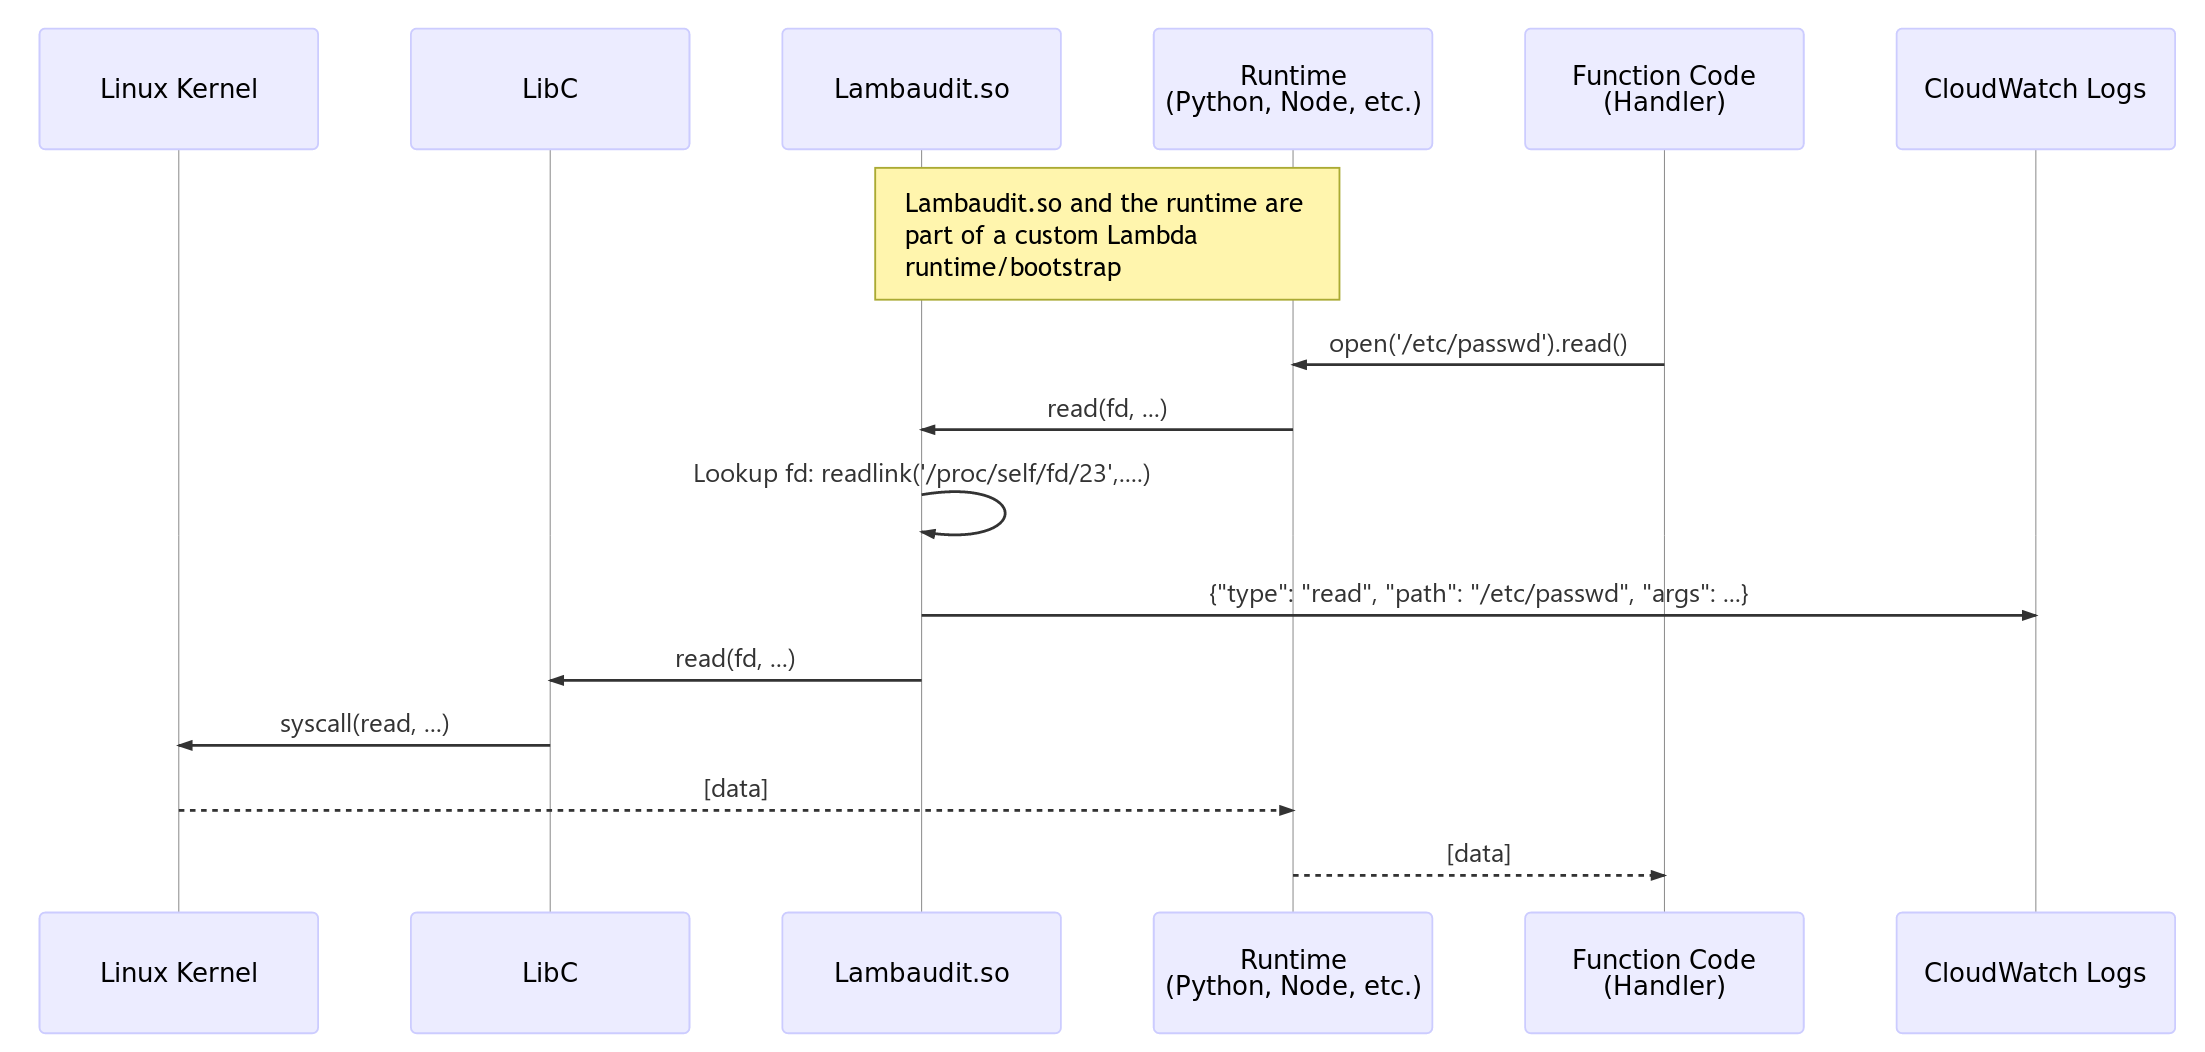 Linux Kernel
LibC
Lambaudit.so
Runtime
(Python, Node, etc.)
Function Code
(Handler)
CloudWatch Logs
Lambaudit.so and the runtime are
part of a custom Lambda
runtime/bootstrap
open('/etc/passwd').read()
read(fd, ...)
Lookup fd: readlink('/proc/self/fd/23',....)
{"type": "read", "path": "/etc/passwd", "args": ...}
read(fd, ...)
syscall(read, ...)
[data]
[data]
Linux Kernel
LibC
Lambaudit.so
Runtime
(Python, Node, etc.)
Function Code
(Handler)
CloudWatch Logs